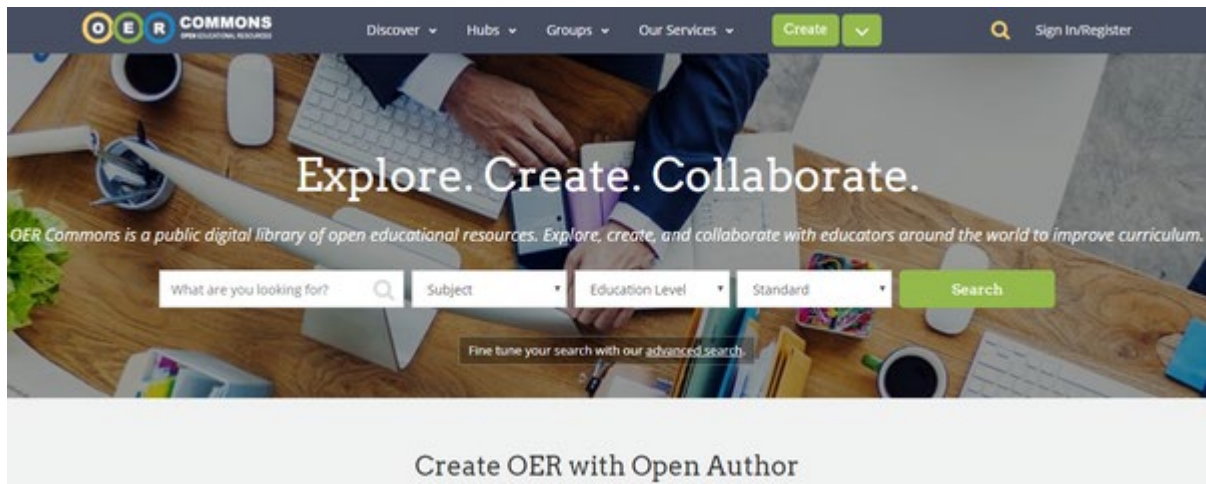 OER COMMONS
OPEN EDUCATIONAL RESOURCES
Discover Hubs Groups Our Services Create Sign In/Register
Explore. Create. Collaborate.
OER Commons is a public digital library of open educational resources. Explore, create, and collaborate with educators around the world to improve curriculum.
What are you looking for? Subject Education Level Standard Search
Fine tune your search with our advanced search.
Create OER with Open Author